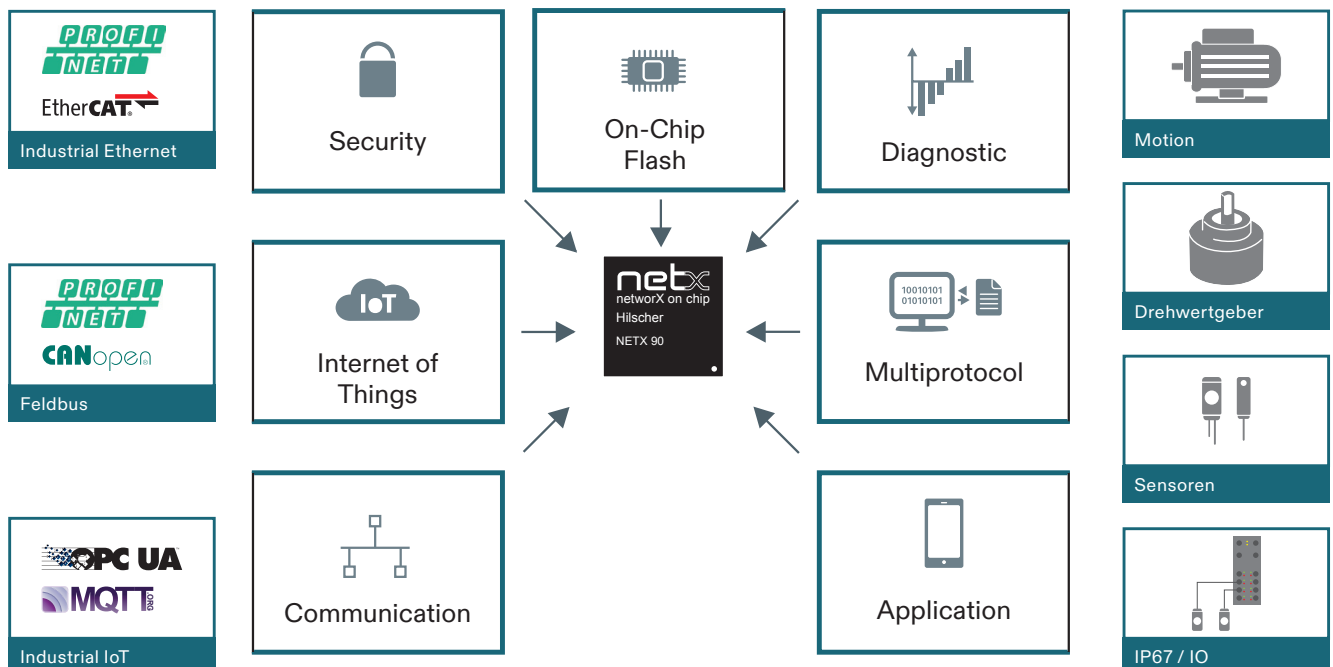 PROFI
NET
EtherCAT®
Industrial Ethernet
PROFI
NET
CANopen
Feldbus
OPC UA
MQTT.ORG
Industrial IoT
Security
On-Chip
Flash
Diagnostic
IoT
Internet of
Things
netx
networX on chip
Hilscher
NETX 90
10010101
01010101
Multiprotocol
Communication
Application
Motion
Drehwertgeber
Sensoren
IP67 / IO